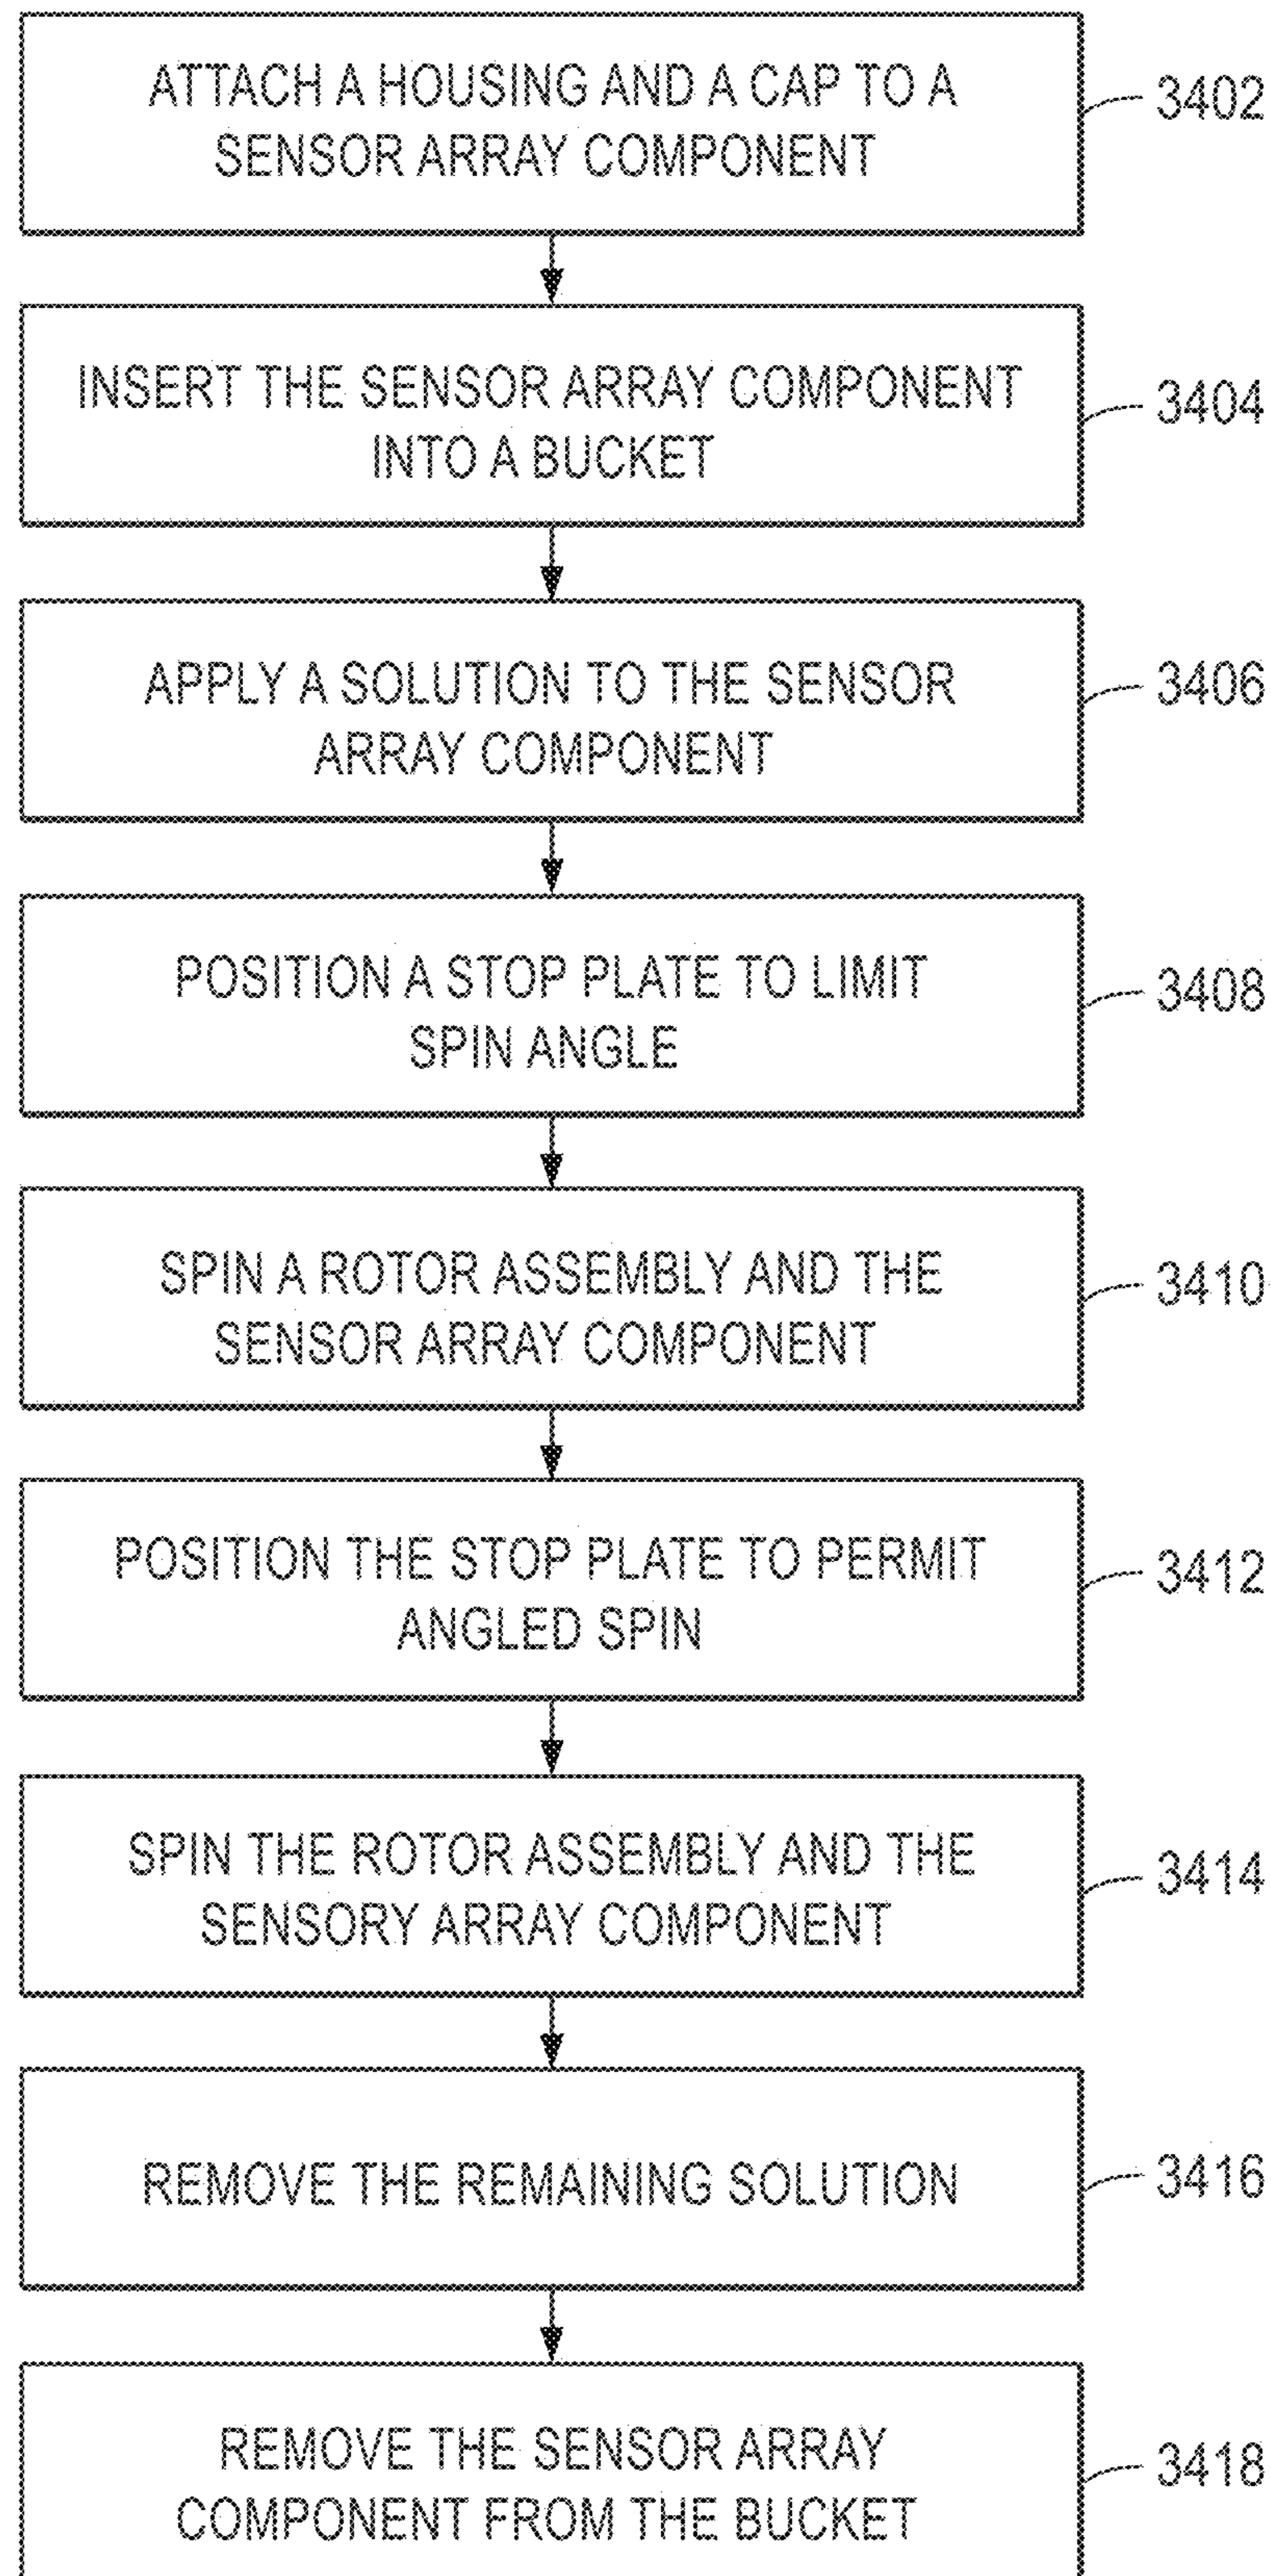 ATTACH A HOUSING AND A CAP TO A
SENSOR ARRAY COMPONENT
3402
INSERT THE SENSOR ARRAY COMPONENT
INTO A BUCKET
3404
APPLY A SOLUTION TO THE SENSOR
ARRAY COMPONENT
3406
POSITION A STOP PLATE TO LIMIT
SPIN ANGLE
3408
SPIN A ROTOR ASSEMBLY AND THE
SENSOR ARRAY COMPONENT
3410
POSITION THE STOP PLATE TO PERMIT
ANGLED SPIN
3412
SPIN THE ROTOR ASSEMBLY AND THE
SENSORY ARRAY COMPONENT
3414
REMOVE THE REMAINING SOLUTION
3416
REMOVE THE SENSOR ARRAY
COMPONENT FROM THE BUCKET
3418